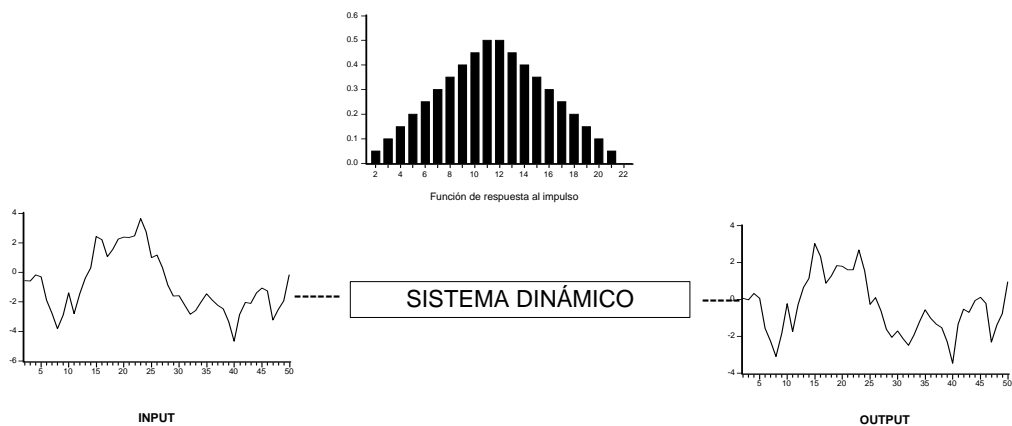 0.6
0.5
0.4
0.3
0.2
0.1
0.0
2 4 6 8 10 12 14 16 18 20 22
Función de respuesta al impulso
4
2
0
-2
-4
-6
5 10 15 20 25 30 35 40 45 50
INPUT
SISTEMA DINÁMICO
4
2
0
-2
-4
5 10 15 20 25 30 35 40 45 50
OUTPUT